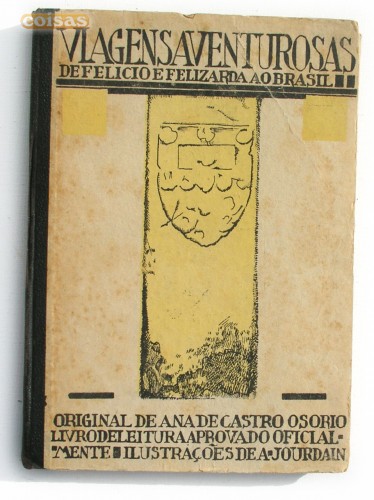 coisas
VIAGENS AVENTUROSAS
DE FELICIO E FELIZARDA AO BRASIL
ORIGINAL DE ANA DE CASTRO OSORIO
LIVRO DE LEITURA APROVADO OFICIAL-
-MENTE ILUSTRAÇÕES DE A. JOURDAIN